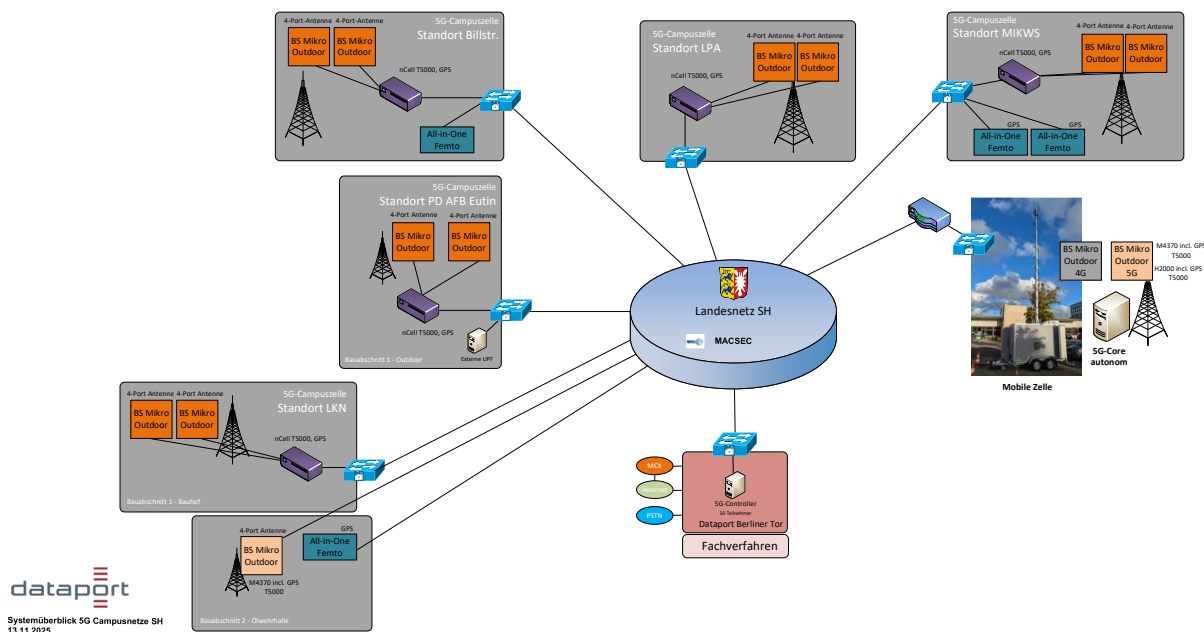 5G-Campuszelle
Standort Billstr.
4-Port-Antenne
4-Port-Antenne
BS Mikro
Outdoor
BS Mikro
Outdoor
nCell T5000, GPS
All-in-One
Femto
5G-Campuszelle
Standort LPA
4-Port Antenne
4-Port-Antenne
BS Mikro
Outdoor
BS Mikro
Outdoor
nCell T5000, GPS
5G-Campuszelle
Standort MIKWS
4-Port Antenne
4-Port-Antenne
BS Mikro
Outdoor
BS Mikro
Outdoor
nCell T5000, GPS
GPS
GPS
All-in-One
Femto
All-in-One
Femto
5G-Campuszelle
Standort PD AFB Eutin
4-Port Antenne
4-Port Antenne
BS Mikro
Outdoor
BS Mikro
Outdoor
nCell T5000, GPS
Externe UPF
Bauabschnitt 1 - Outdoor
Landesnetz SH
MACSEC
BS Mikro
Outdoor
4G
BS Mikro
Outdoor
5G
M4370 incl. GPS
T5000
H2000 incl. GPS
T5000
5G-Core
autonom
Mobile Zelle
5G-Campuszelle
Standort LKN
4-Port Antenne
4-Port Antenne
BS Mikro
Outdoor
BS Mikro
Outdoor
nCell T5000, GPS
Bauabschnitt 1 - Bauhof
4-Port Antenne
GPS
BS Mikro
Outdoor
All-in-One
Femto
M4370 incl. GPS
T5000
Bauabschnitt 2 - Ölwehrhalle
MCX
Internet
PSTN
5G-Controller
50 Teilnehmer
Dataport Berliner Tor
Fachverfahren
dataport
Systemüberblick 5G Campusnetze SH
13.11.2025